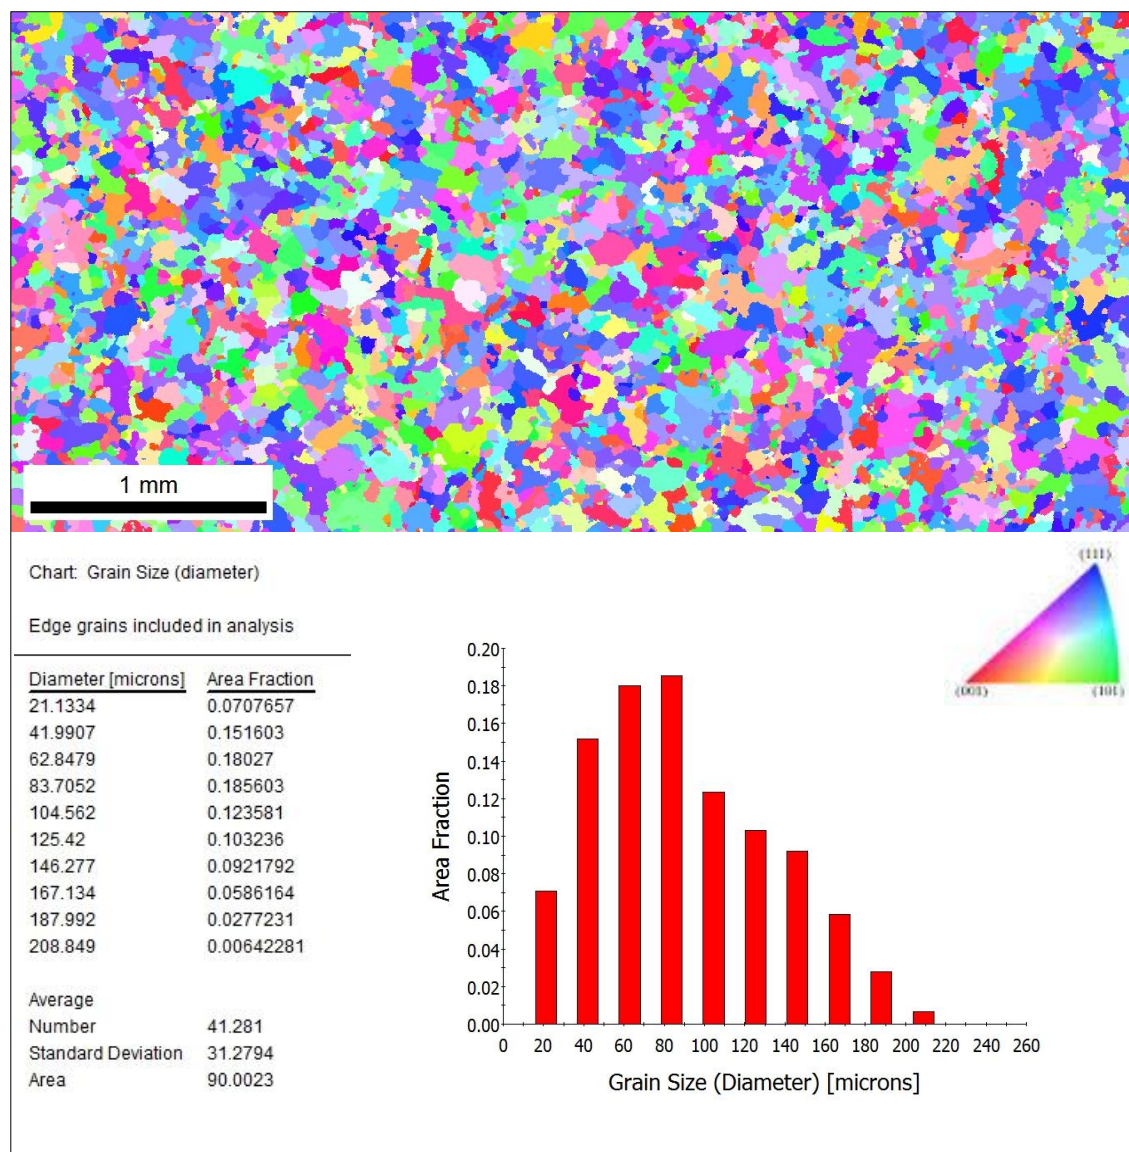 1 mm
Chart: Grain Size (diameter)
Edge grains included in analysis
Diameter [microns] Area Fraction
21.1334 0.0707657
41.9907 0.151603
62.8479 0.18027
83.7052 0.185603
104.562 0.123581
125.42 0.103236
146.277 0.0921792
167.134 0.0586164
187.992 0.0277231
208.849 0.00642281
Average
Number 41.281
Standard Deviation 31.2794
Area 90.0023
(111)
(001) (101)
0.20
0.18
0.16
0.14
0.12
0.10
0.08
0.06
0.04
0.02
0.00
Area Fraction
0 20 40 60 80 100 120 140 160 180 200 220 240 260
Grain Size (Diameter) [microns]